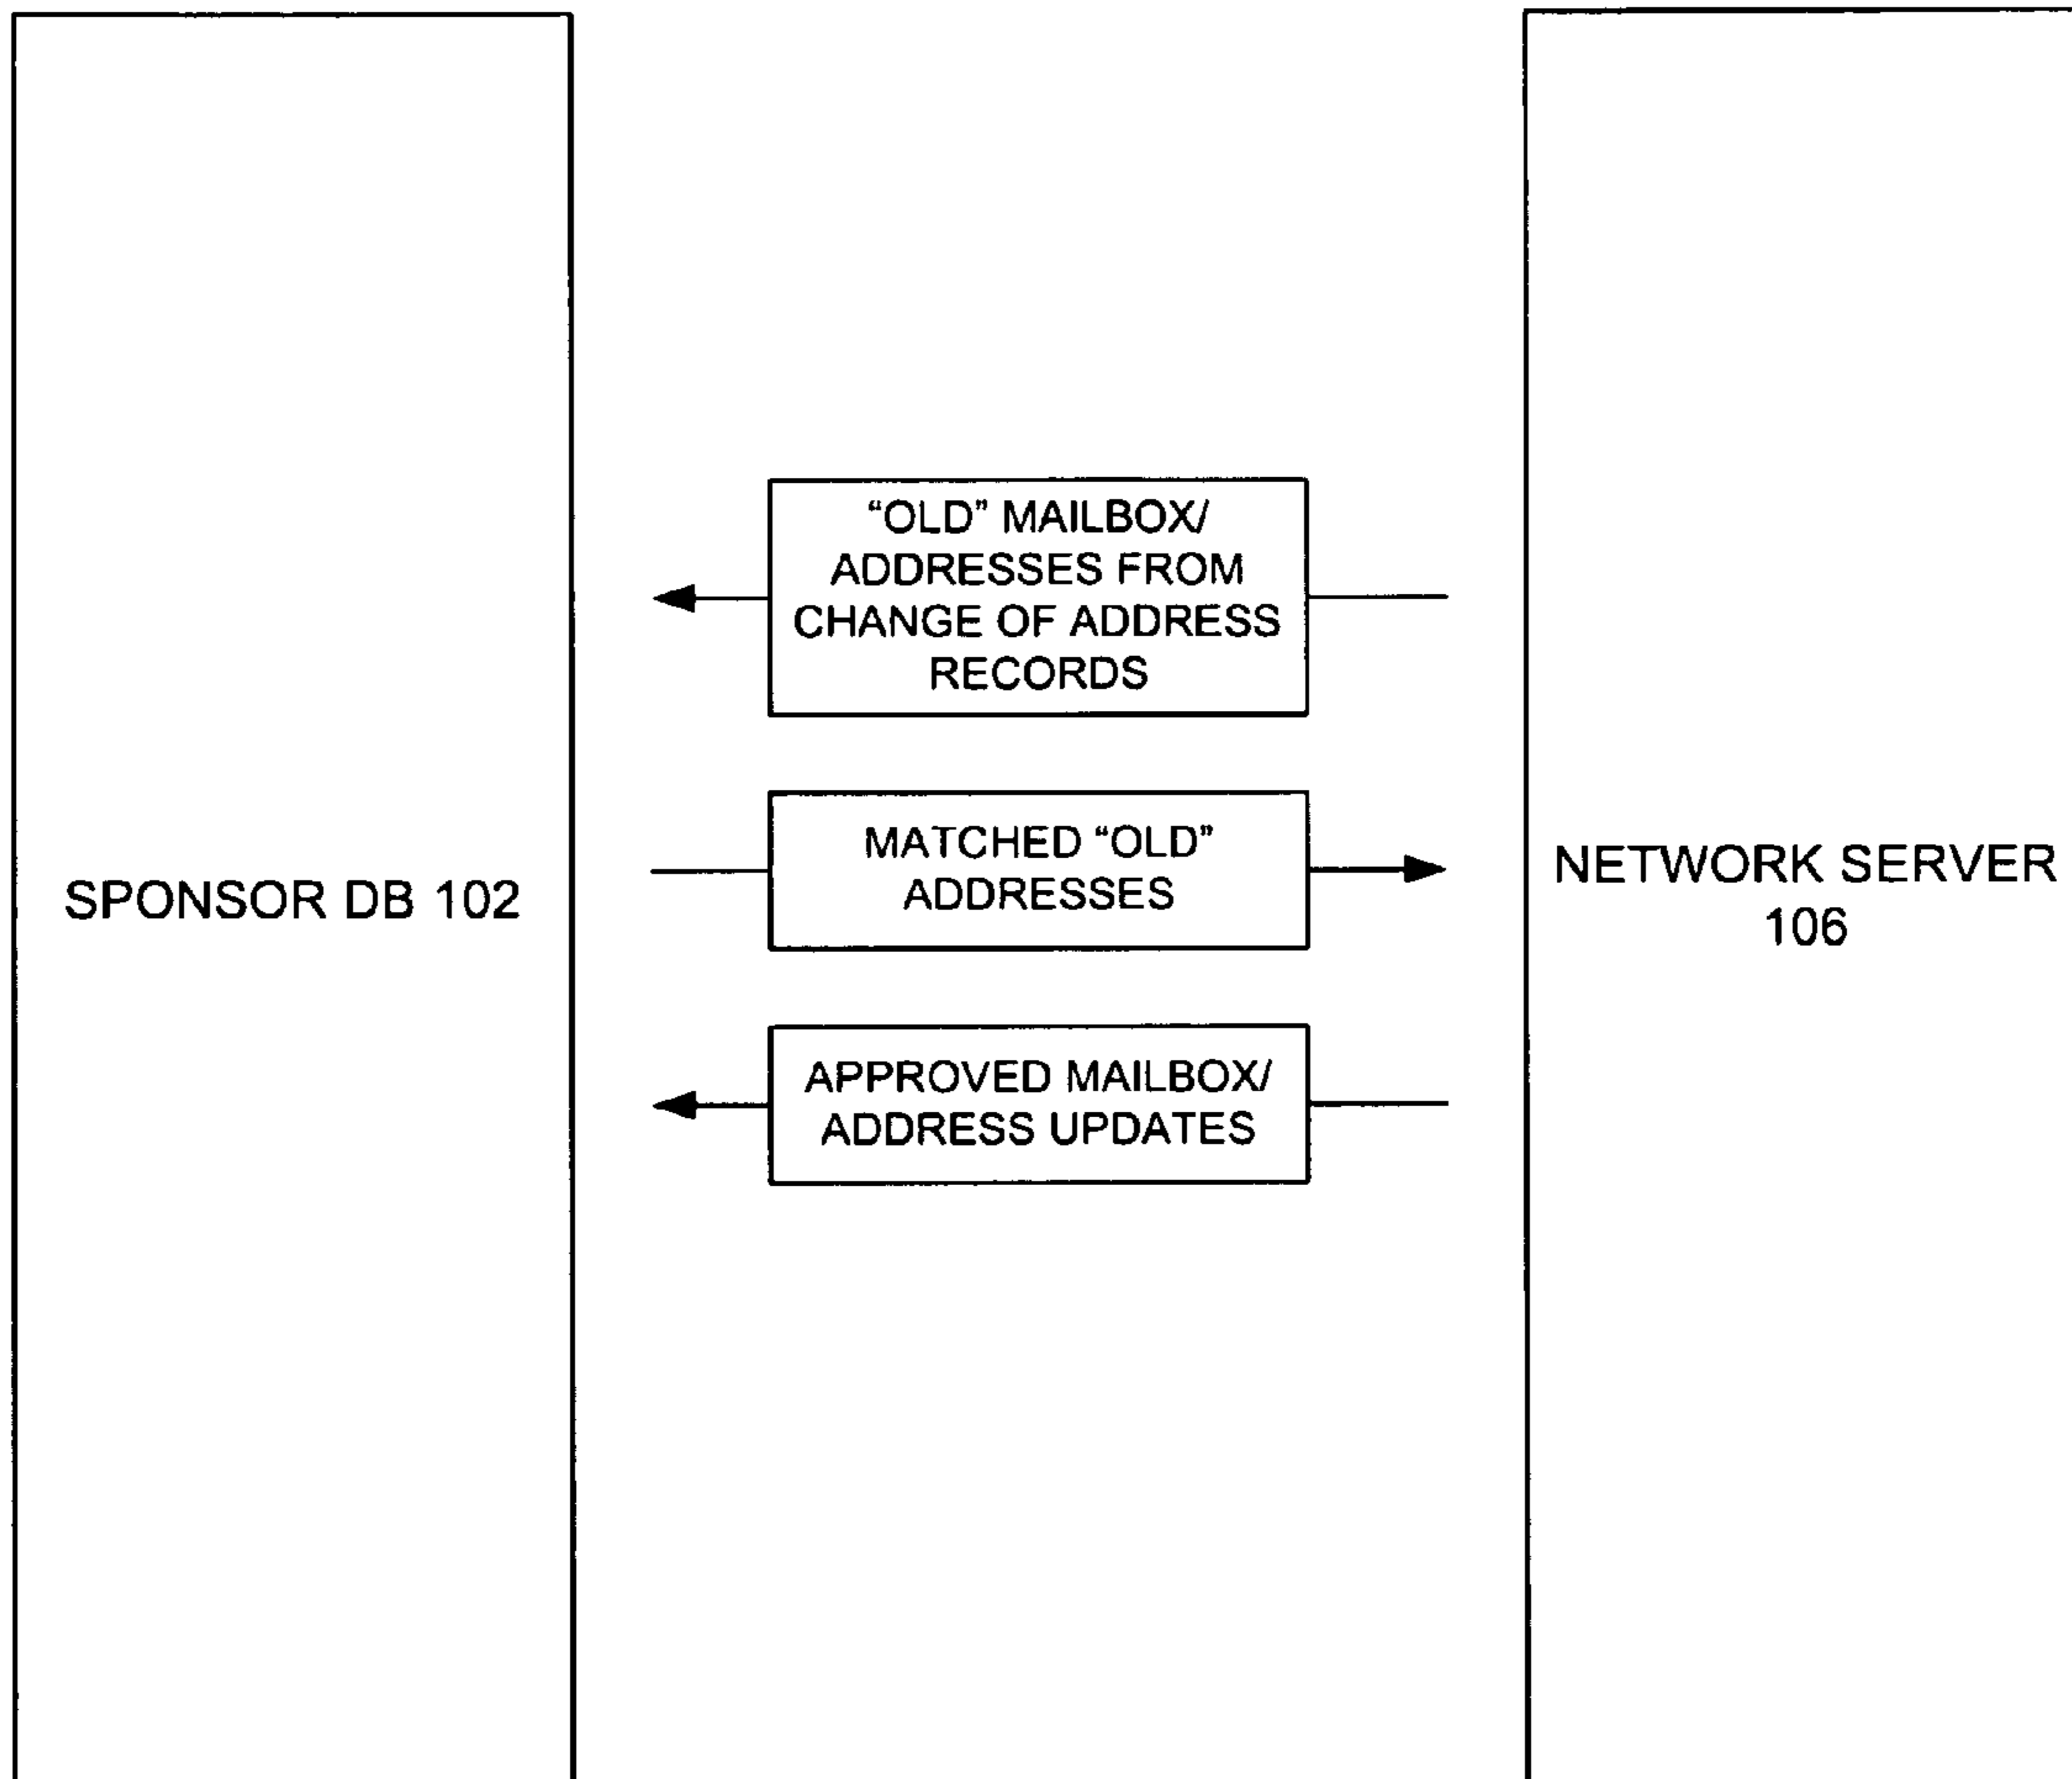 “OLD” MAILBOX/
ADDRESSES FROM
CHANGE OF ADDRESS
RECORDS
MATCHED “OLD”
ADDRESSES
SPONSOR DB 102
NETWORK SERVER
106
APPROVED MAILBOX/
ADDRESS UPDATES